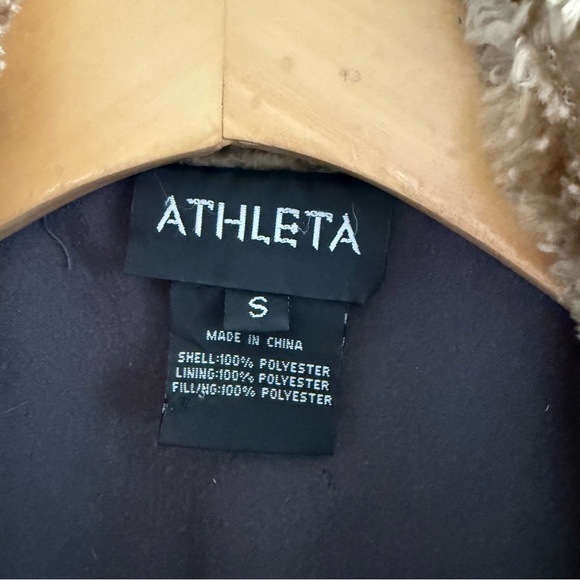 ATHLETA
S
MADE IN CHINA
SHELL:100% POLYESTER
LINING:100% POLYESTER
FILLING:100% POLYESTER